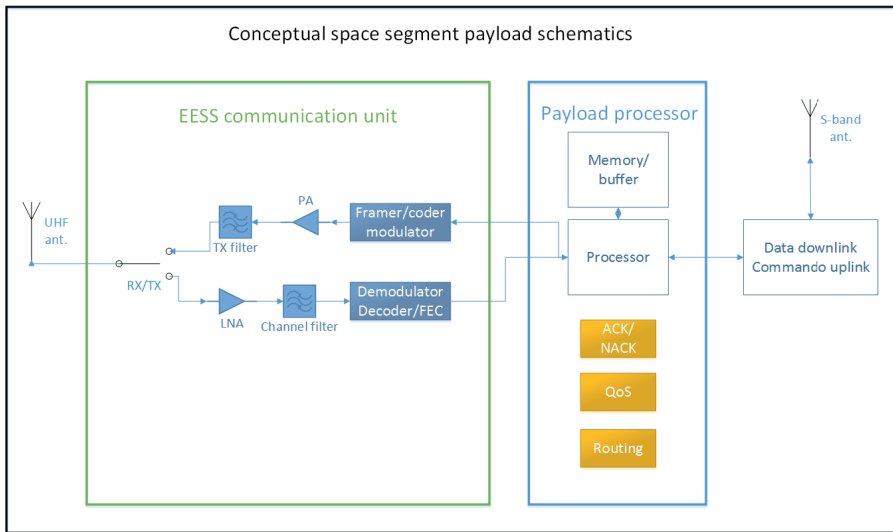 Conceptual space segment payload schematics
EESS communication unit
Payload processor
S-band
ant.
Memory/
buffer
UHF
ant.
PA
Framer/coder
modulator
TX filter
Processor
Data downlink
Commando uplink
RX/TX
LNA
Channel filter
Demodulator
Decoder/FEC
ACK/
NACK
QoS
Routing